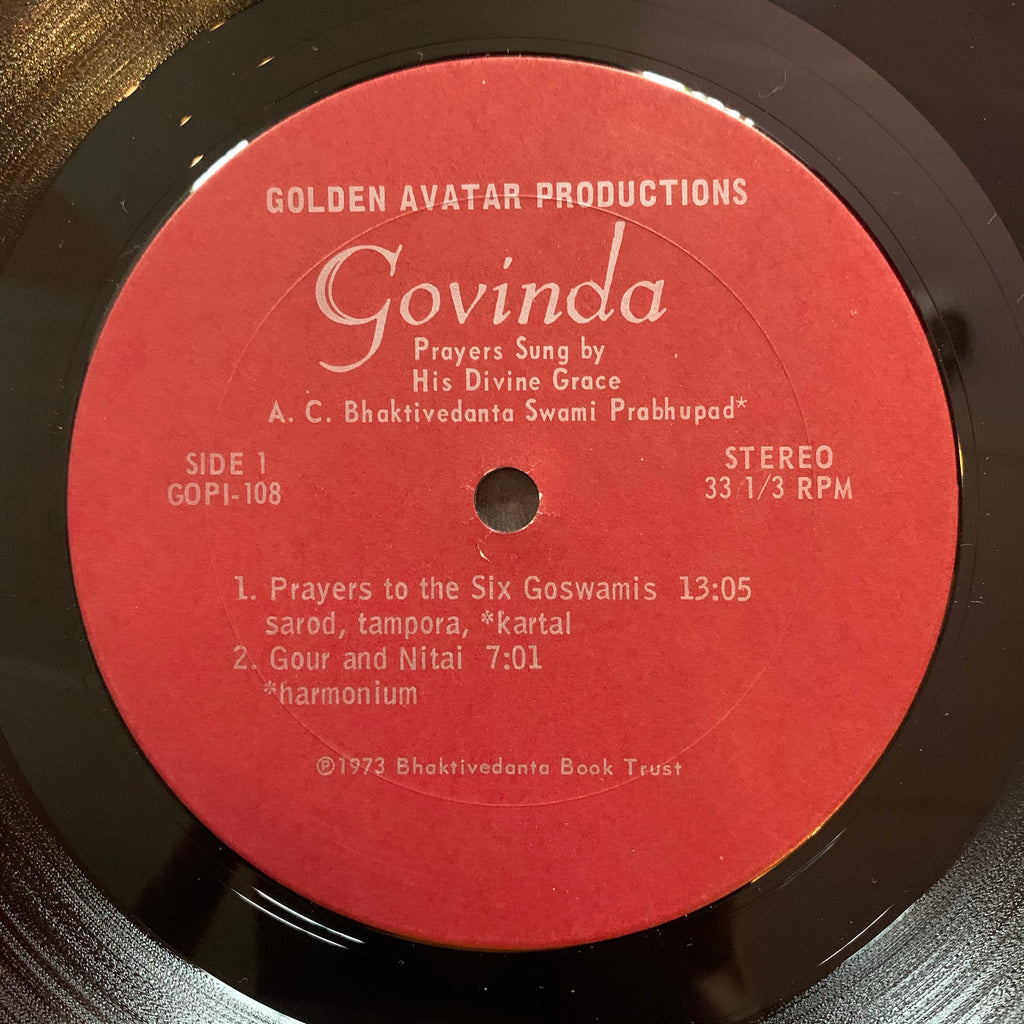 GOLDEN AVATAR PRODUCTIONS
Govinda
Prayers Sung by
His Divine Grace
A. C. Bhaktivedanta Swami Prabhupad*
SIDE 1
GOPI-108
STEREO
33 1/3 RPM
1. Prayers to the Six Goswamis 13:05
sarod, tampora, *kartal
2. Gour and Nitai 7:01
*harmonium
℗1973 Bhaktivedanta Book Trust